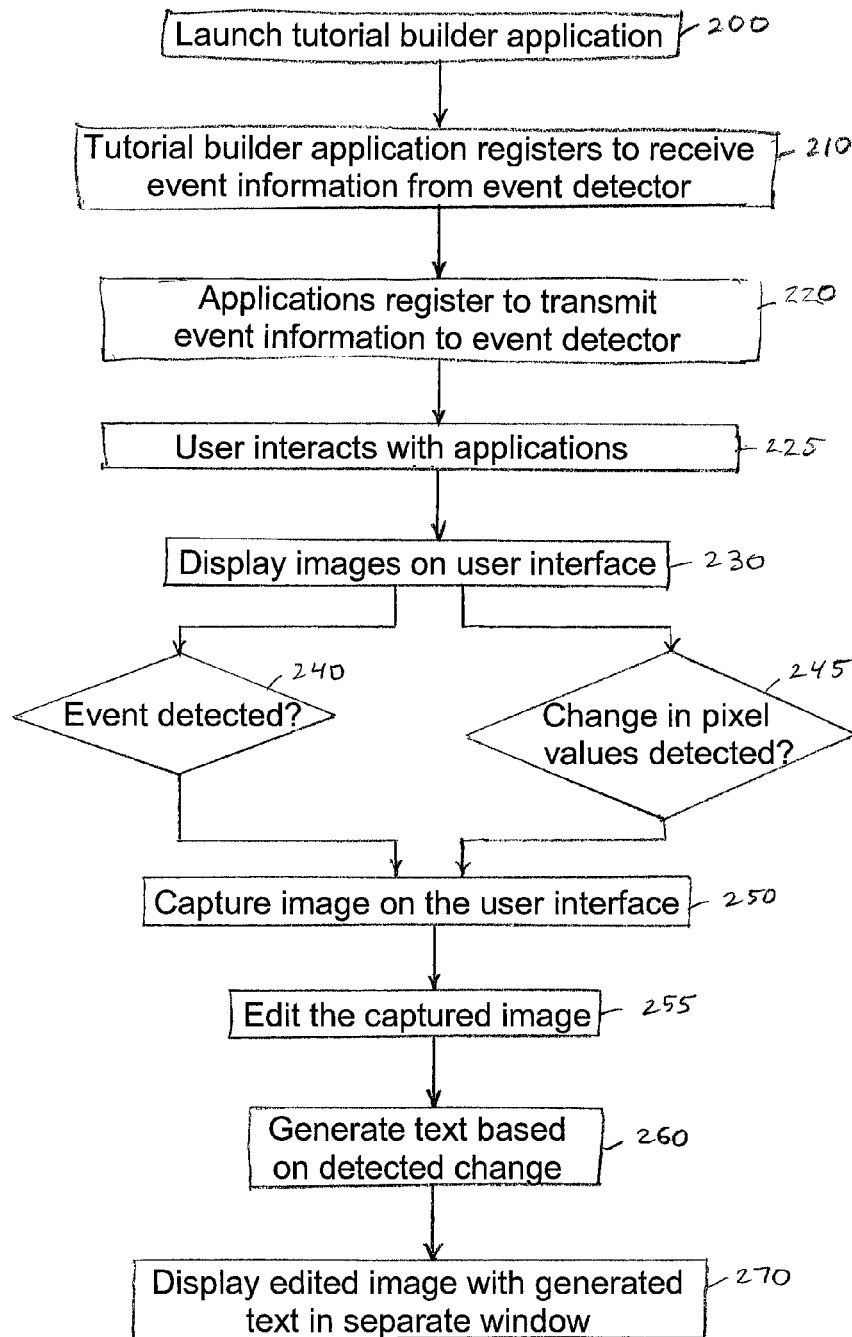 Launch tutorial builder application 200
Tutorial builder application registers to receive 210
event information from event detector
Applications register to transmit 220
event information to event detector
User interacts with applications 225
Display images on user interface 230
240
Event detected?
245
Change in pixel
values detected?
Capture image on the user interface 250
Edit the captured image 255
Generate text based 260
on detected change
Display edited image with generated 270
text in separate window